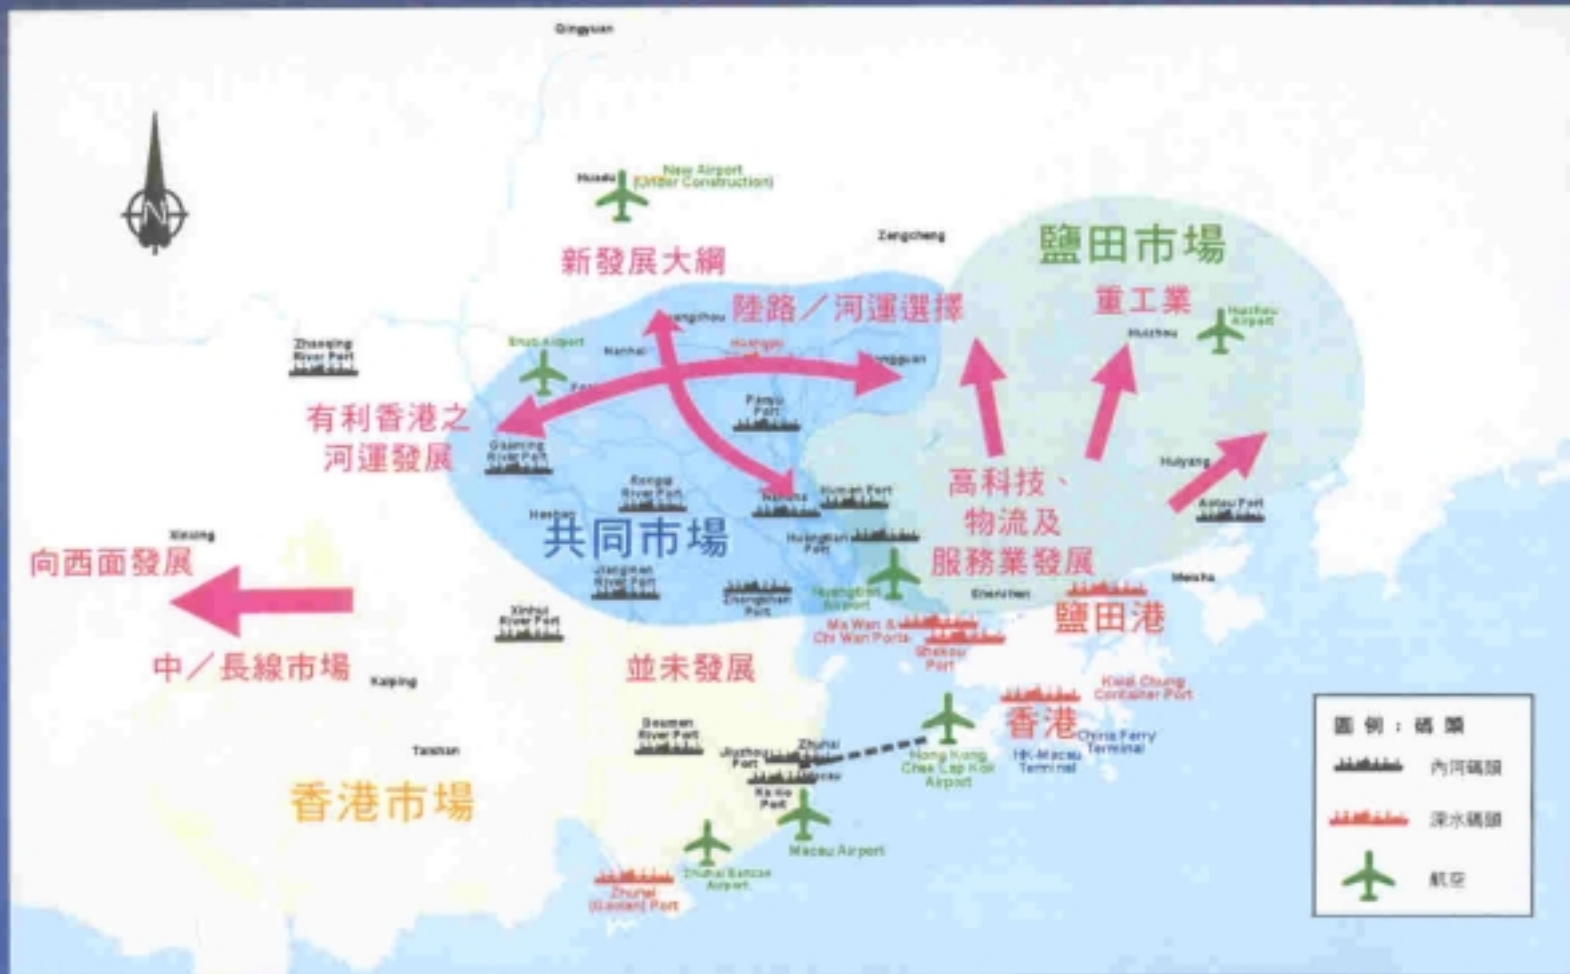 Qingyuan
Huadu
New Airport
(Under Construction)
新發展大綱
Zengcheng
鹽田市場
重工業
陸路／河運選擇
Huizhou
Airport
Huizhou
Zhaoqing
River Port
Nanhai
Huangpu
Panyu
Port
有利香港之
河運發展
Gaoming
River Port
Rongqi
River Port
Heshan
Nansha
Humen Port
Huiyang
Aotou Port
高科技、
物流及
服務業發展
共同市場
Huangtian
Port
Xinxing
向西面發展
Jiangmen
River Port
Zhongshan
Port
Huangtian
Airport
Shenzhen
Meisha
鹽田港
Xinhui
River Port
Ma Wan &
Chi Wan Ports
Shekou
Port
中／長線市場
Kaiping
並未發展
Kwai Chung
Container Port
香港
China Ferry
Terminal
HK-Macau
Terminal
Doumen
River Port
Taishan
Jiuzhou
Port
Zhuhai
Macau
Ka Ho
Port
Hong Kong
Chek Lap Kok
Airport
香港市場
Macau Airport
Zhuhai Sanzao
Airport
Zhuhai
(Gaolan) Port
圖例：碼頭
內河碼頭
深水碼頭
航空
N